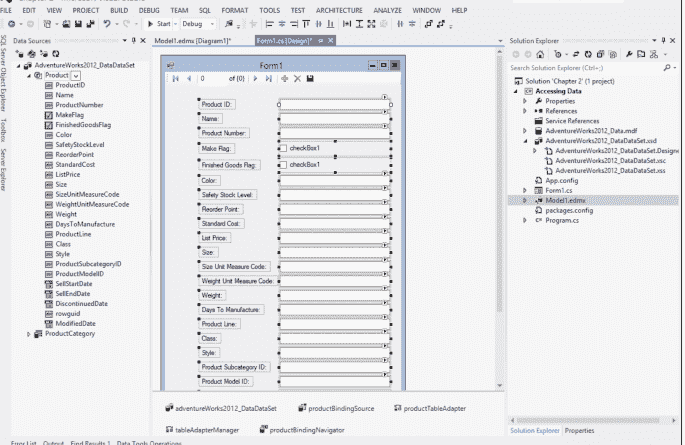 FILE EDIT VIEW PROJECT BUILD DEBUG TEAM SQL FORMAT TOOLS TEST ARCHITECTURE ANALYZE WINDOW HELP
Start Debug
Data Sources
Model1.edmx [Diagram1]* Form1.cs [Design]*
Solution Explorer
SQL Server Object Explorer
Toolbox
Server Explorer
AdventureWorks2012_DataDataSet
Product
ProductID
Name
ProductNumber
MakeFlag
FinishedGoodsFlag
Color
SafetyStockLevel
ReorderPoint
StandardCost
ListPrice
Size
SizeUnitMeasureCode
WeightUnitMeasureCode
Weight
DaysToManufacture
ProductLine
Class
Style
ProductSubcategoryID
ProductModelID
SellStartDate
SellEndDate
DiscontinuedDate
rowguid
ModifiedDate
ProductCategory
Form1
0 of {0}
Product ID:
Name:
Product Number:
Make Flag: checkBox1
Finished Goods Flag: checkBox1
Color:
Safety Stock Level:
Reorder Point:
Standard Cost:
List Price:
Size:
Size Unit Measure Code:
Weight Unit Measure Code:
Weight:
Days To Manufacture:
Product Line:
Class:
Style:
Product Subcategory ID:
Product Model ID:
adventureWorks2012_DataDataSet productBindingSource productTableAdapter
tableAdapterManager productBindingNavigator
Search Solution Explorer (Ctrl+;)
Solution 'Chapter 2' (1 project)
Accessing Data
Properties
References
Service References
AdventureWorks2012_Data.mdf
AdventureWorks2012_DataDataSet.xsd
AdventureWorks2012_DataDataSet.Designe
AdventureWorks2012_DataDataSet.xsc
AdventureWorks2012_DataDataSet.xss
App.config
Form1.cs
Model1.edmx
packages.config
Program.cs
Solution Explorer Properties
Error List Output Find Results 1 Data Tools Operations